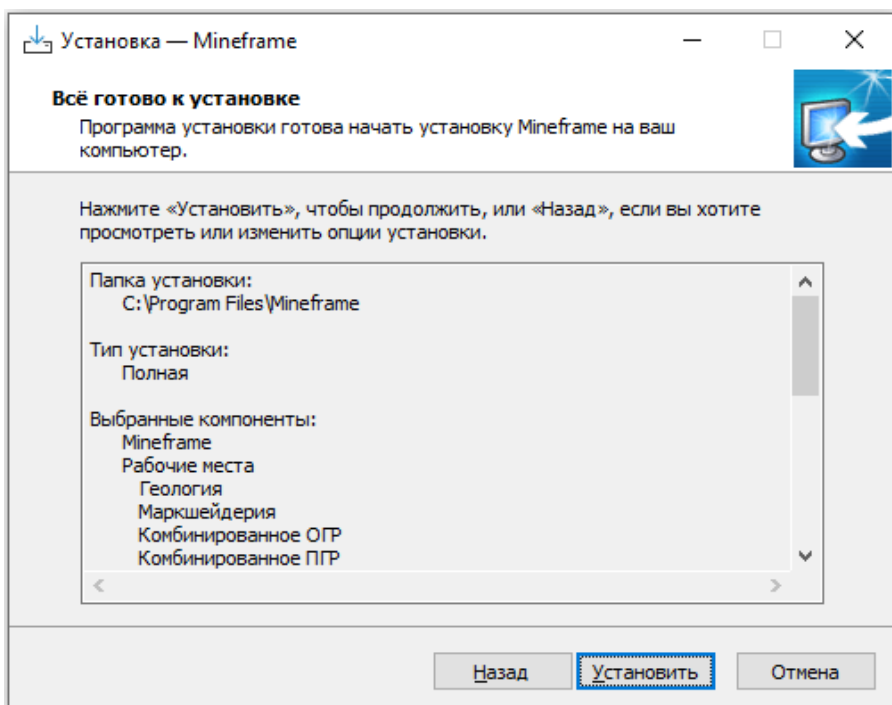 Установка — Mineframe
Всё готово к установке
Программа установки готова начать установку Mineframe на ваш
компьютер.
Нажмите «Установить», чтобы продолжить, или «Назад», если вы хотите
просмотреть или изменить опции установки.
Папка установки:
C:\Program Files\Mineframe
Тип установки:
Полная
Выбранные компоненты:
Mineframe
Рабочие места
Геология
Маркшейдерия
Комбинированное ОГР
Комбинированное ПГР
Назад
Установить
Отмена